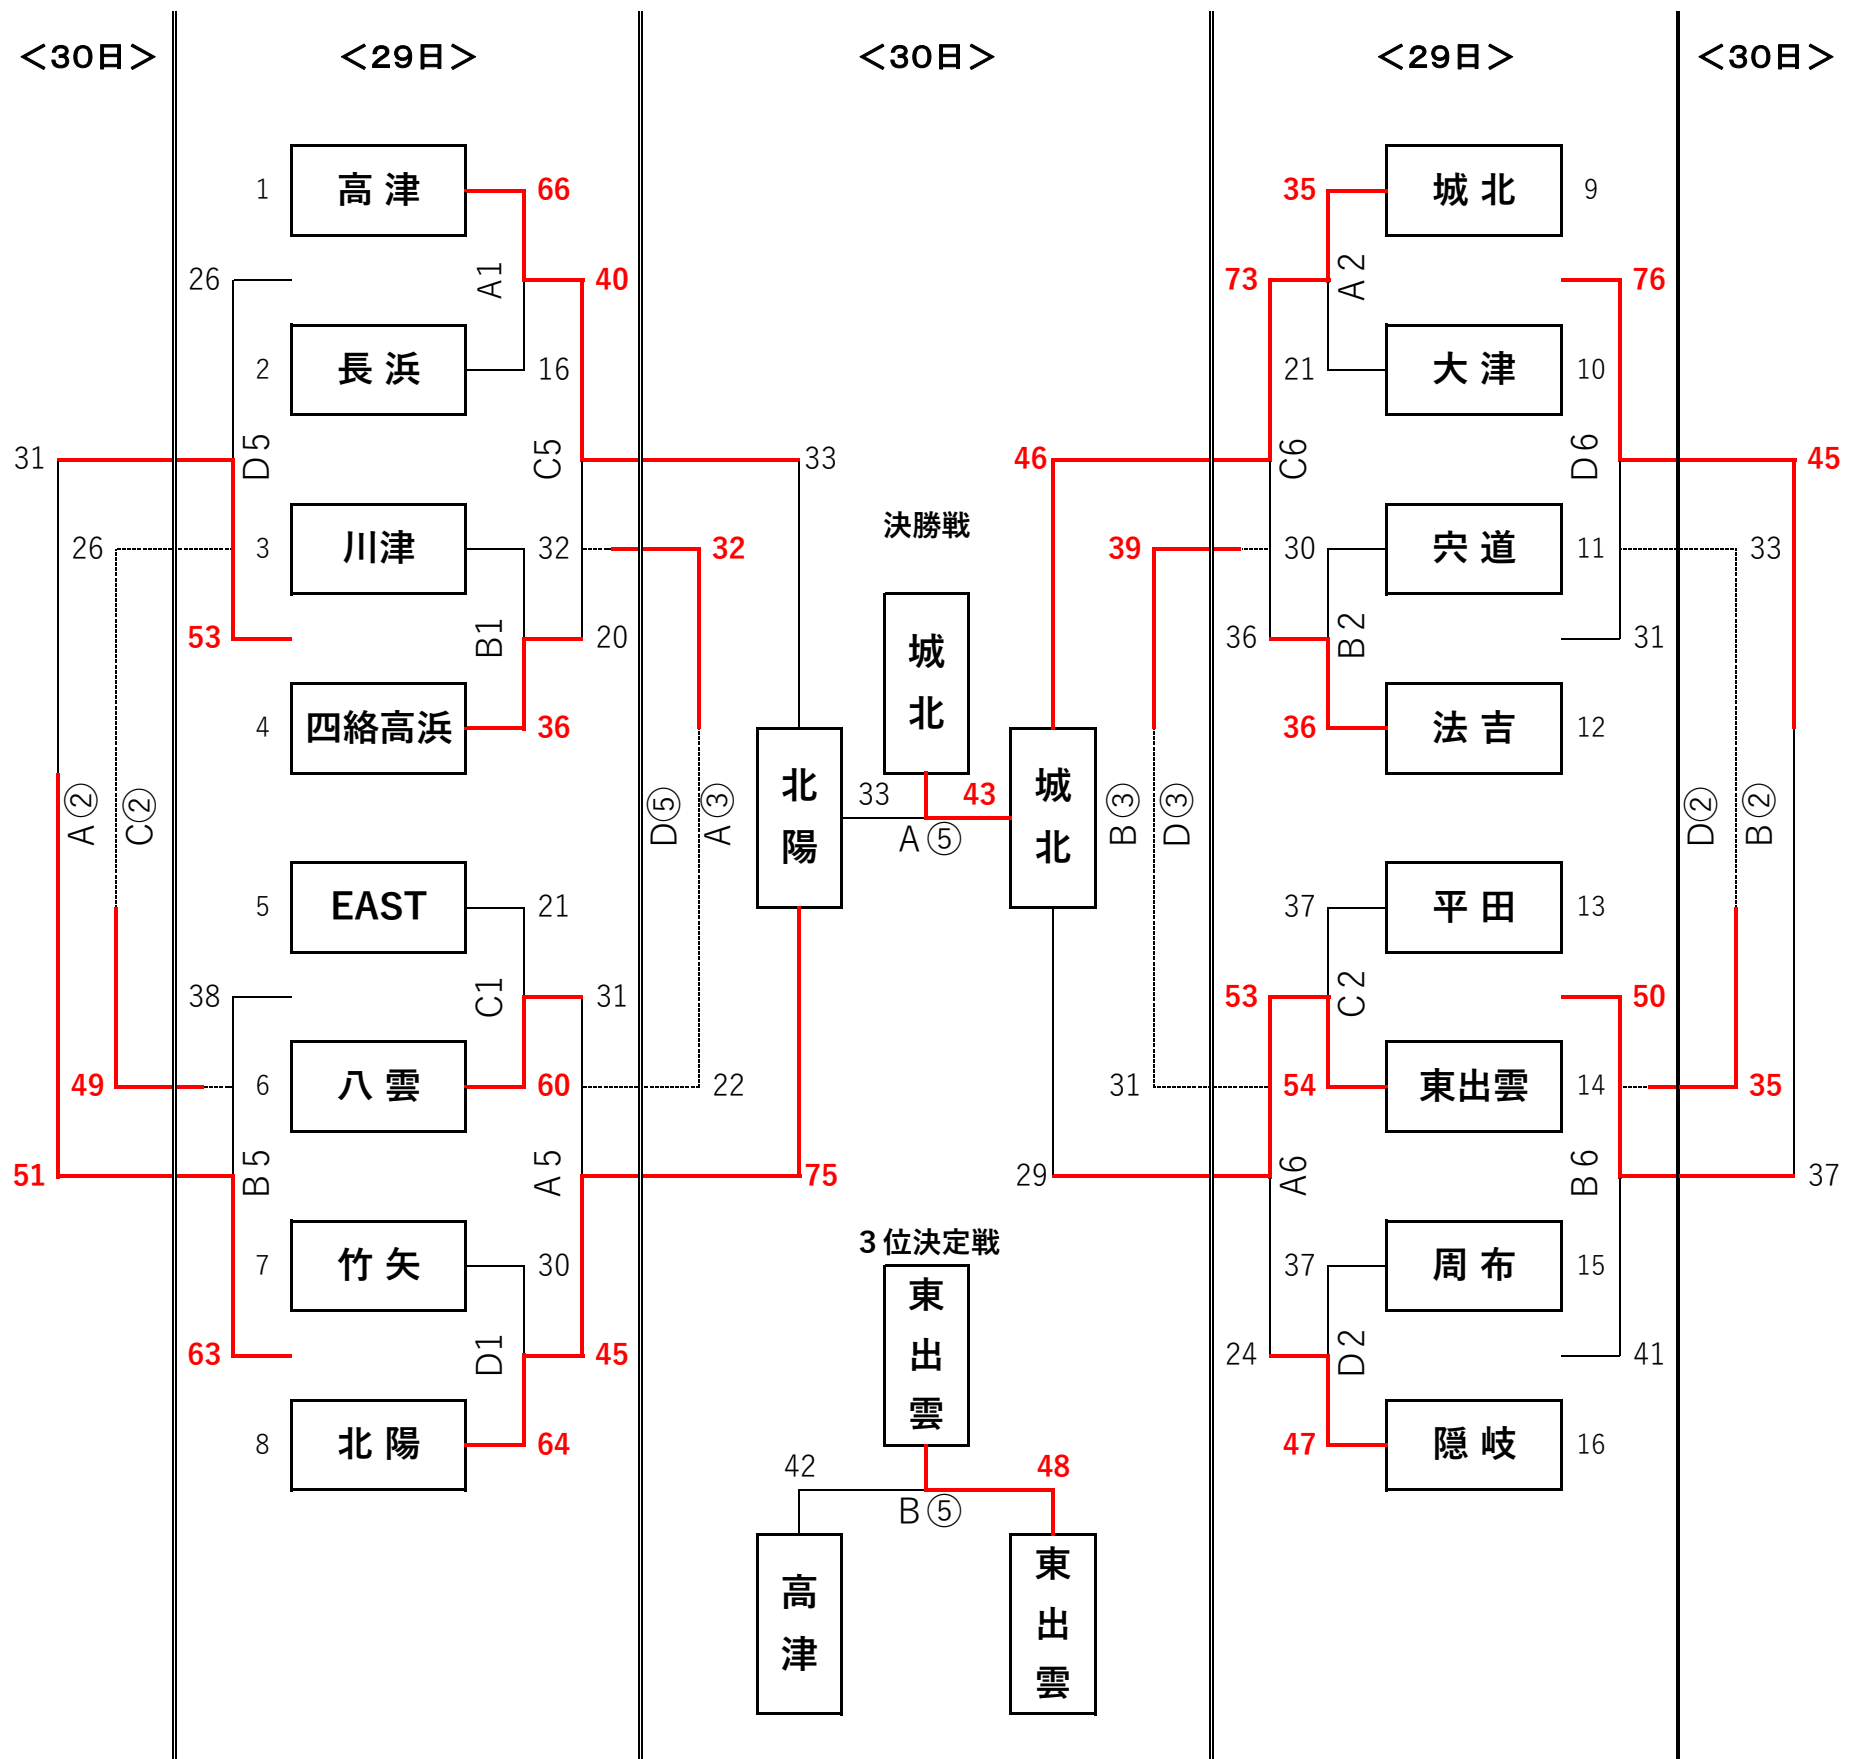 ＜30日＞ ＜29日＞ ＜30日＞ ＜29日＞ ＜30日＞
1 高 津 66 35 城 北 9
26 A1 40 73 A2 76
2 長 浜 16 21 大 津 10
31 D5 C5 33 46 C6 D6 45
決勝戦
26 3 川津 32 32 39 30 宍 道 11 33
53 B1 20 城北 36 B2 31
4 四絡高浜 36 36 法 吉 12
A② C② D⑤ A③ 北陽 33 43 城北 B③ D③ D② B②
A⑤
5 EAST 21 37 平 田 13
38 C1 31 53 C2 50
49 6 八 雲 60 22 31 54 東出雲 14 35
51 B5 A5 75 29 A6 B6 37
3位決定戦
7 竹 矢 30 37 周 布 15
63 D1 45 東出雲 24 D2 41
8 北 陽 64 47 隠 岐 16
42 48
B⑤
高津 東出雲